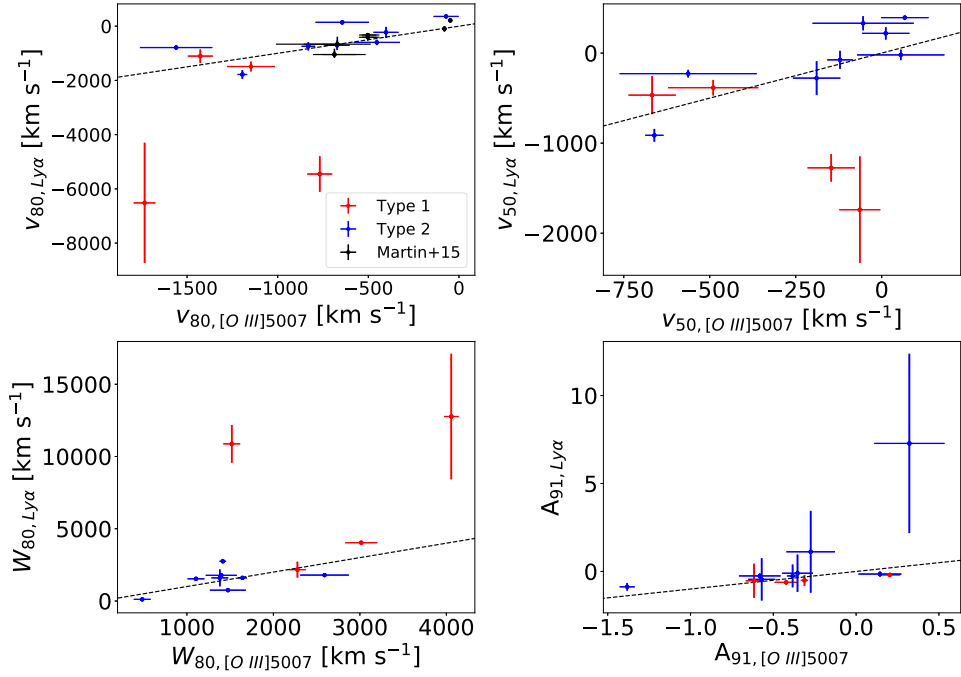 0
−2000
−4000
−6000
−8000
v80, Lyα [km s−1]
−1500 −1000 −500 0
v80, [O III]5007 [km s−1]
Type 1
Type 2
Martin+15
0
−1000
−2000
v50, Lyα [km s−1]
−750 −500 −250 0
v50, [O III]5007 [km s−1]
15000
10000
5000
0
W80, Lyα [km s−1]
1000 2000 3000 4000
W80, [O III]5007 [km s−1]
10
5
0
A91, Lyα
−1.5 −1.0 −0.5 0.0 0.5
A91, [O III]5007